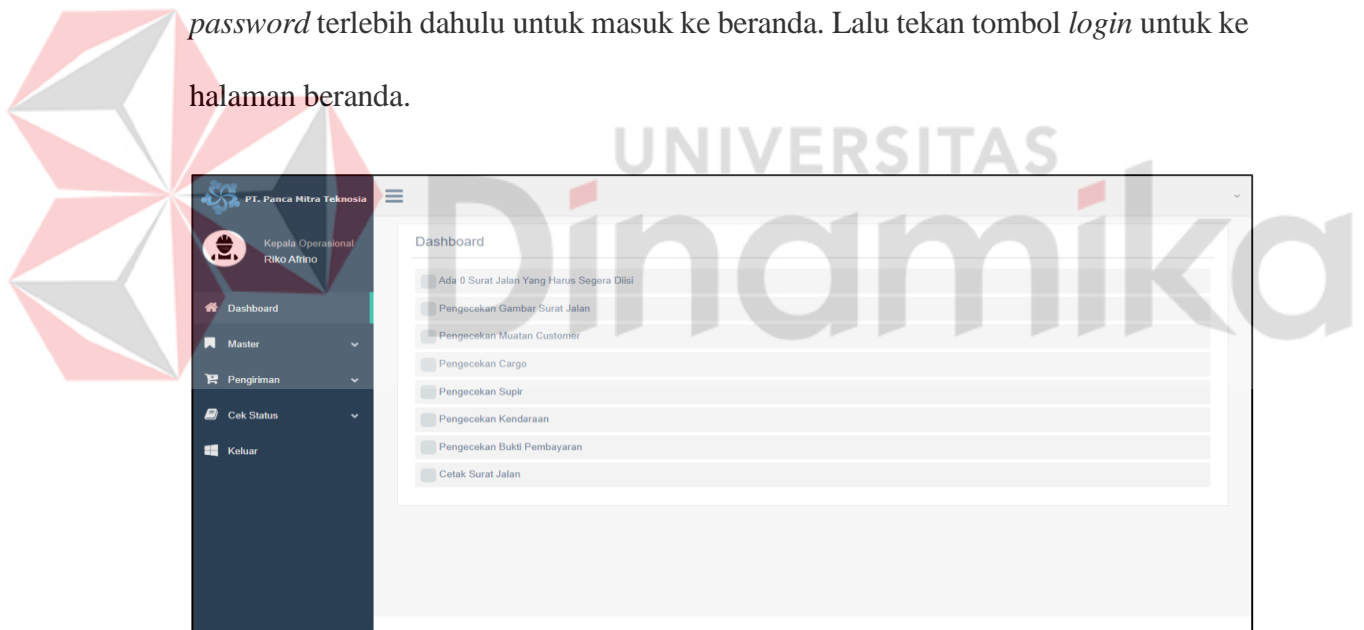 password terlebih dahulu untuk masuk ke beranda. Lalu tekan tombol login untuk ke
halaman beranda.
UNIVERSITAS
Dinamika
PT. Panca Mitra Teknosia
Kepala Operasional
Riko Afrino
Dashboard
Master
Pengiriman
Cek Status
Keluar
Dashboard
Ada 0 Surat Jalan Yang Harus Segera Diisi
Pengecekan Gambar Surat Jalan
Pengecekan Muatan Customer
Pengecekan Cargo
Pengecekan Supir
Pengecekan Kendaraan
Pengecekan Bukti Pembayaran
Cetak Surat Jalan